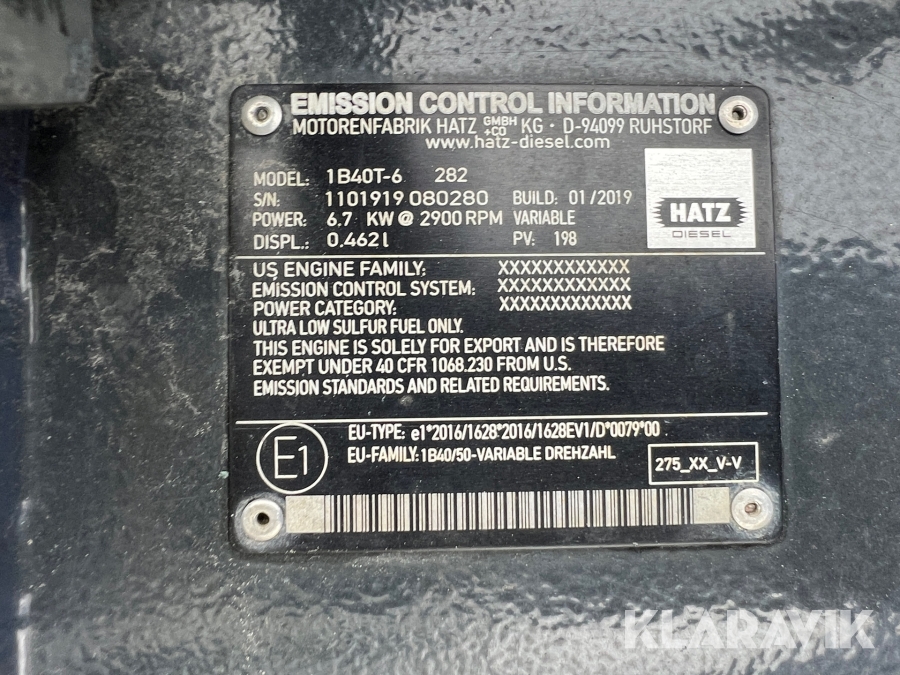 EMISSION CONTROL INFORMATION
MOTORENFABRIK HATZ GMBH +CO KG · D-94099 RUHSTORF
www.hatz-diesel.com
MODEL: 1B40T-6 282
S/N: 1101919 080280 BUILD: 01/2019
POWER: 6.7 KW @ 2900 RPM VARIABLE
DISPL.: 0.462 l PV: 198
HATZ
DIESEL
US ENGINE FAMILY: XXXXXXXXXXXX
EMISSION CONTROL SYSTEM: XXXXXXXXXXXX
POWER CATEGORY: XXXXXXXXXXXXX
ULTRA LOW SULFUR FUEL ONLY.
THIS ENGINE IS SOLELY FOR EXPORT AND IS THEREFORE
EXEMPT UNDER 40 CFR 1068.230 FROM U.S.
EMISSION STANDARDS AND RELATED REQUIREMENTS.
E1
EU-TYPE: e1*2016/1628*2016/1628EV1/D*0079*00
EU-FAMILY: 1B40/50-VARIABLE DREHZAHL
275_XX_V-V
KLARAVIK